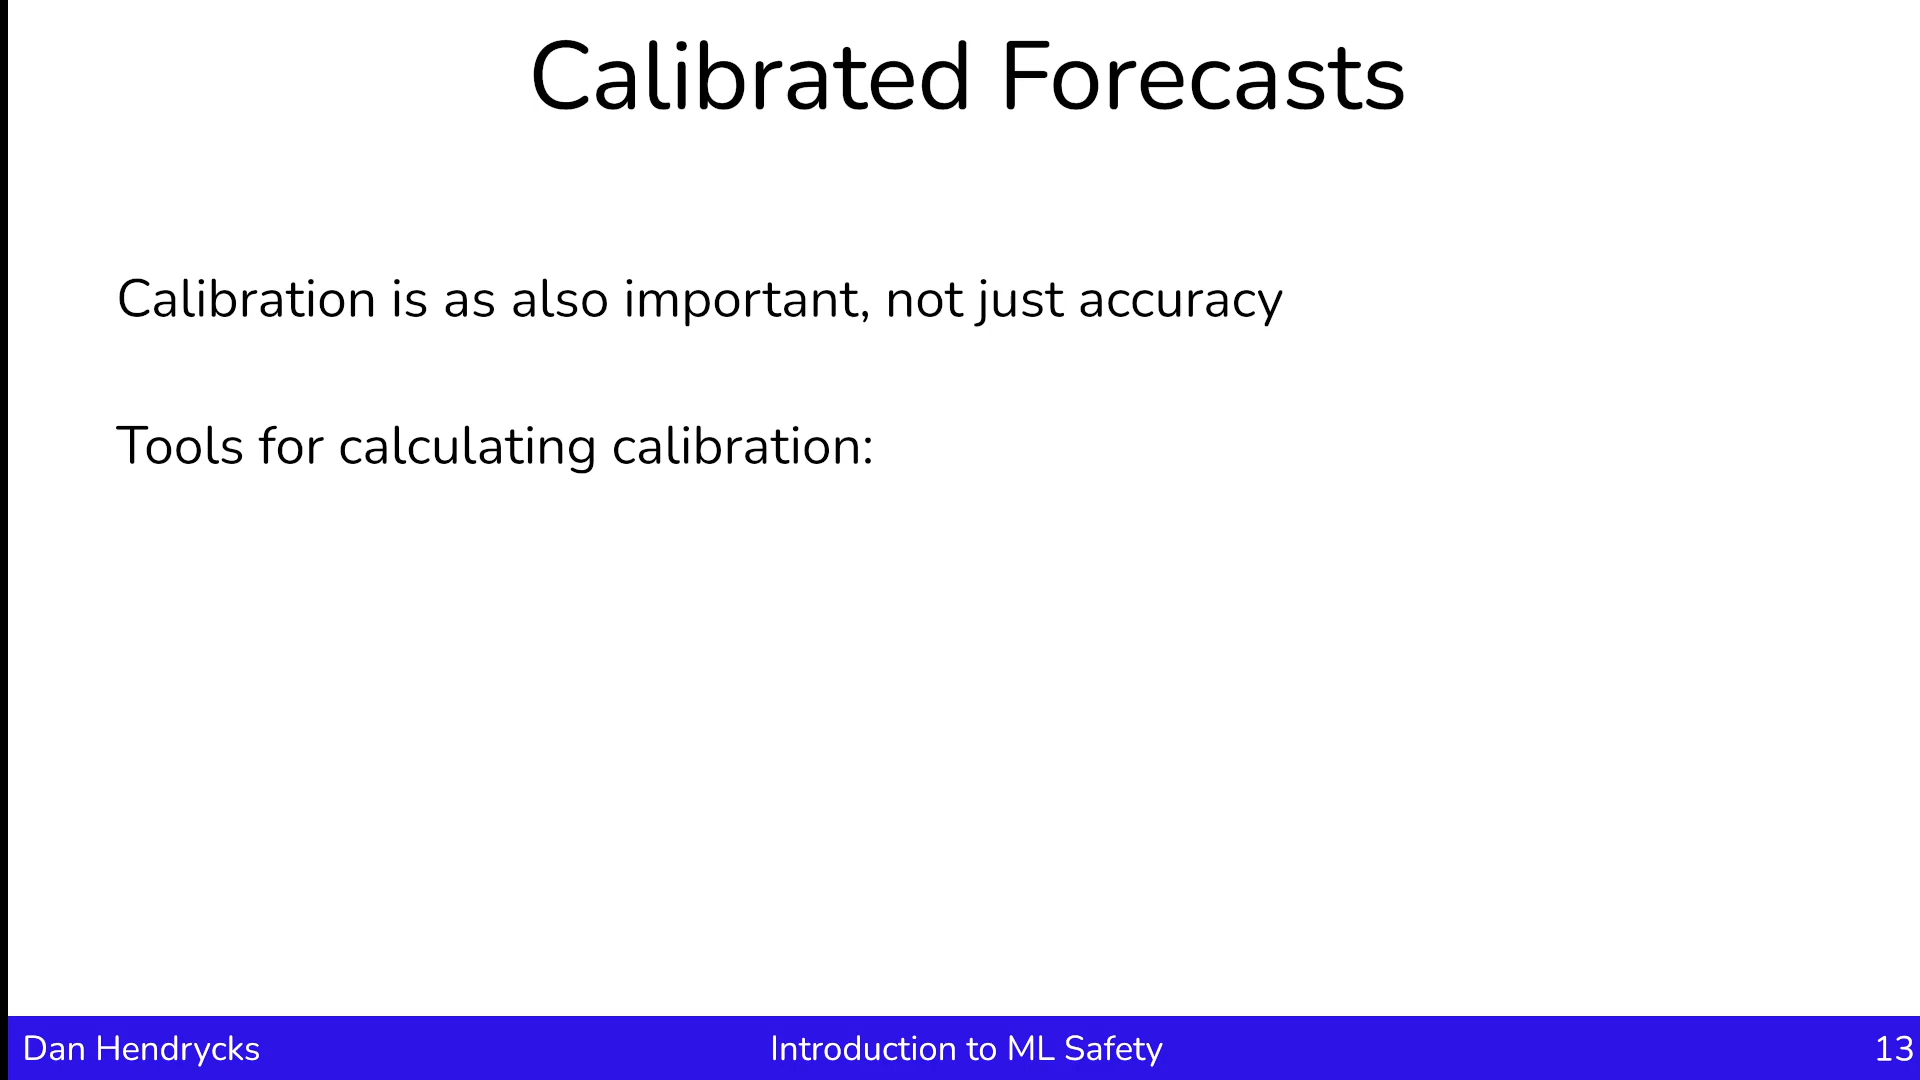 Calibrated Forecasts
Calibration is as also important, not just accuracy
Tools for calculating calibration:
Dan Hendrycks
Introduction to ML Safety
13